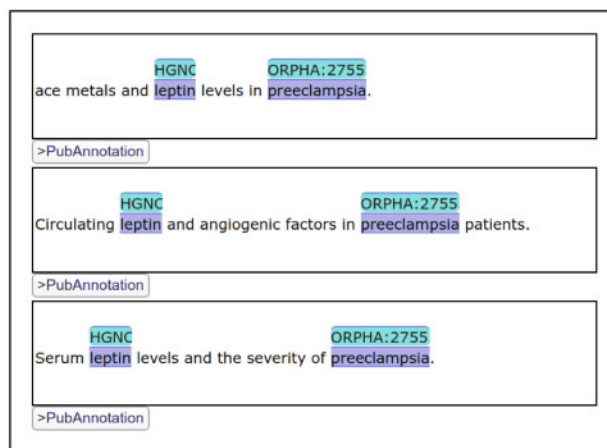 HGNC ORPHA:2755
ace metals and leptin levels in preeclampsia.
>PubAnnotation
HGNC ORPHA:2755
Circulating leptin and angiogenic factors in preeclampsia patients.
>PubAnnotation
HGNC ORPHA:2755
Serum leptin levels and the severity of preeclampsia.
>PubAnnotation